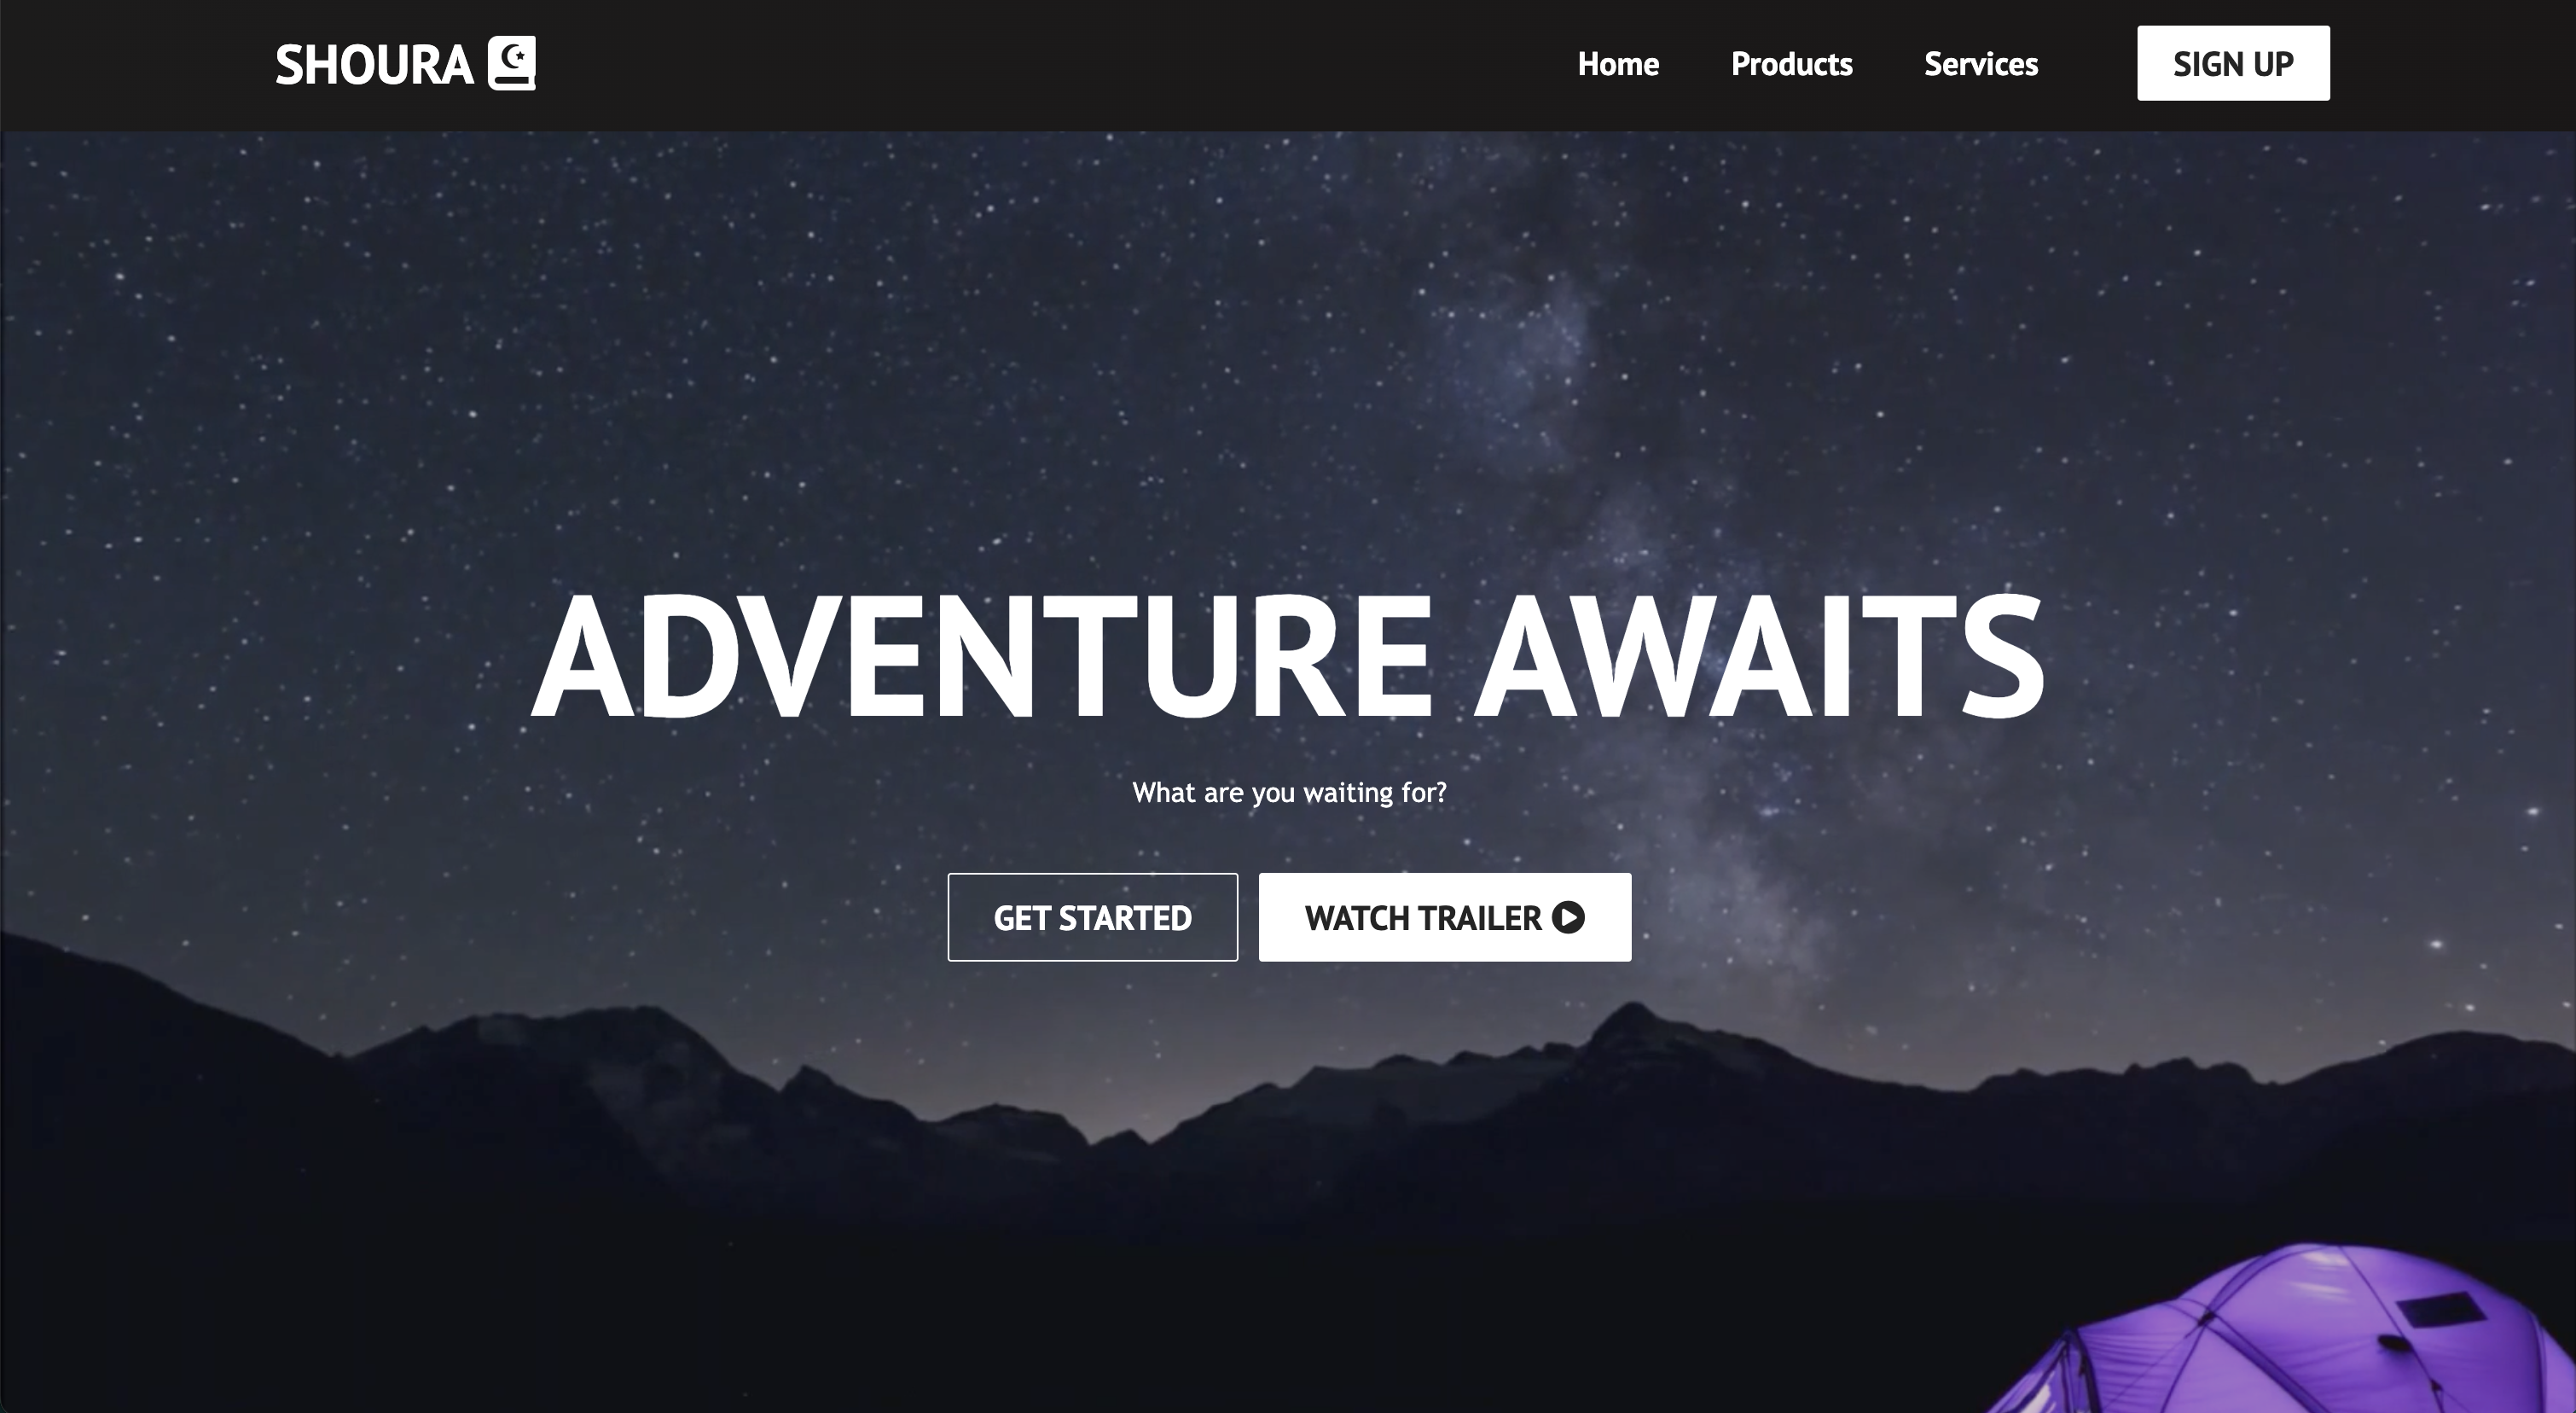 SHOURA
Home Products Services SIGN UP
ADVENTURE AWAITS
What are you waiting for?
GET STARTED WATCH TRAILER